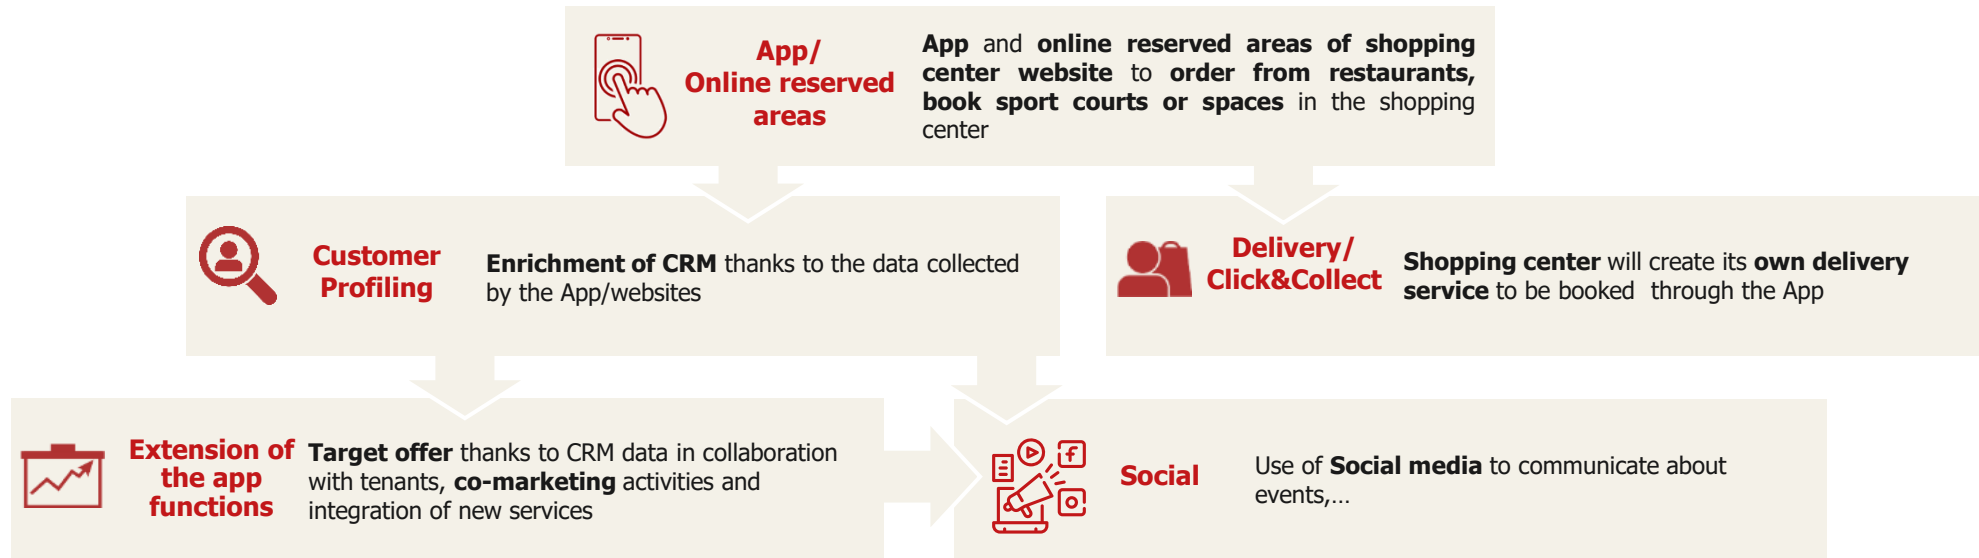 App/
Online reserved
areas
App and online reserved areas of shopping
center website to order from restaurants,
book sport courts or spaces in the shopping
center
Customer
Profiling
Enrichment of CRM thanks to the data collected
by the App/websites
Delivery/
Click&Collect
Shopping center will create its own delivery
service to be booked through the App
Extension of
the app
functions
Target offer thanks to CRM data in collaboration
with tenants, co-marketing activities and
integration of new services
Social
Use of Social media to communicate about
events,…